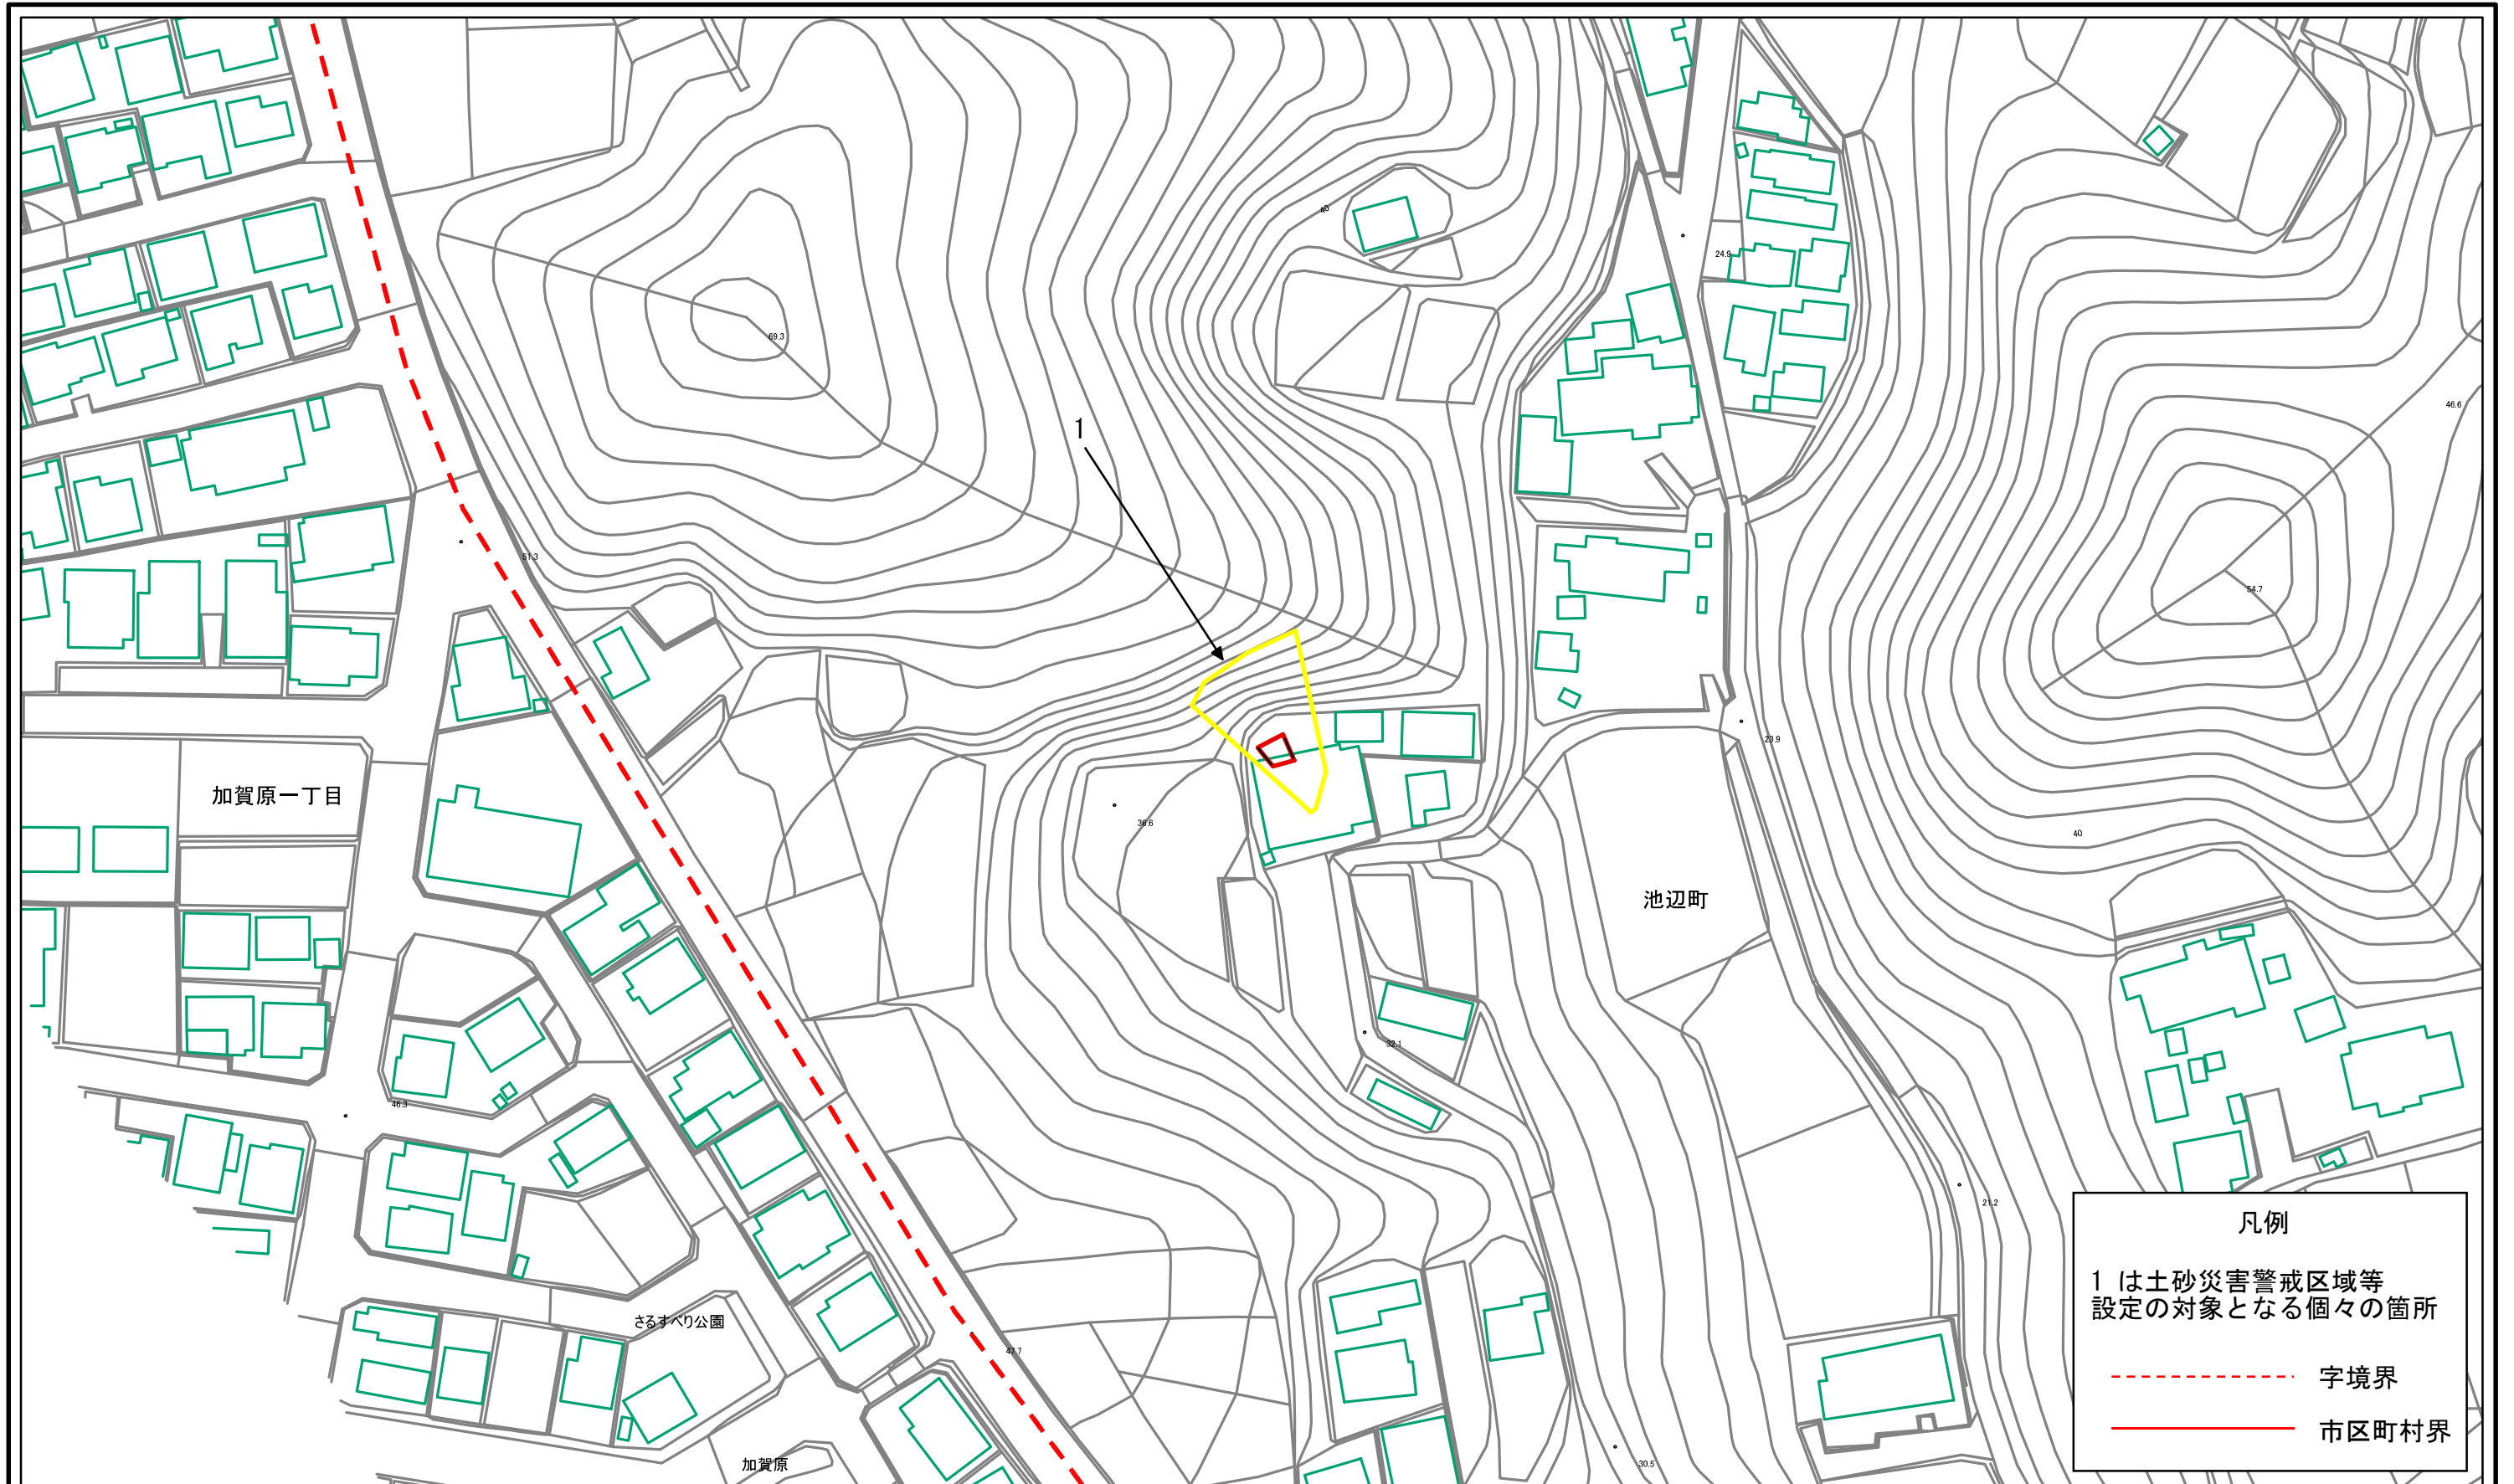 40
24.9
69.3
46.6
1
51.3
54.7
23.9
加賀原一丁目
36.6
40
池辺町
32.1
46.3
21.2
凡例
1 は土砂災害警戒区域等
設定の対象となる個々の箇所
さるすべり公園
47.7
字境界
市区町村界
加賀原
30.5